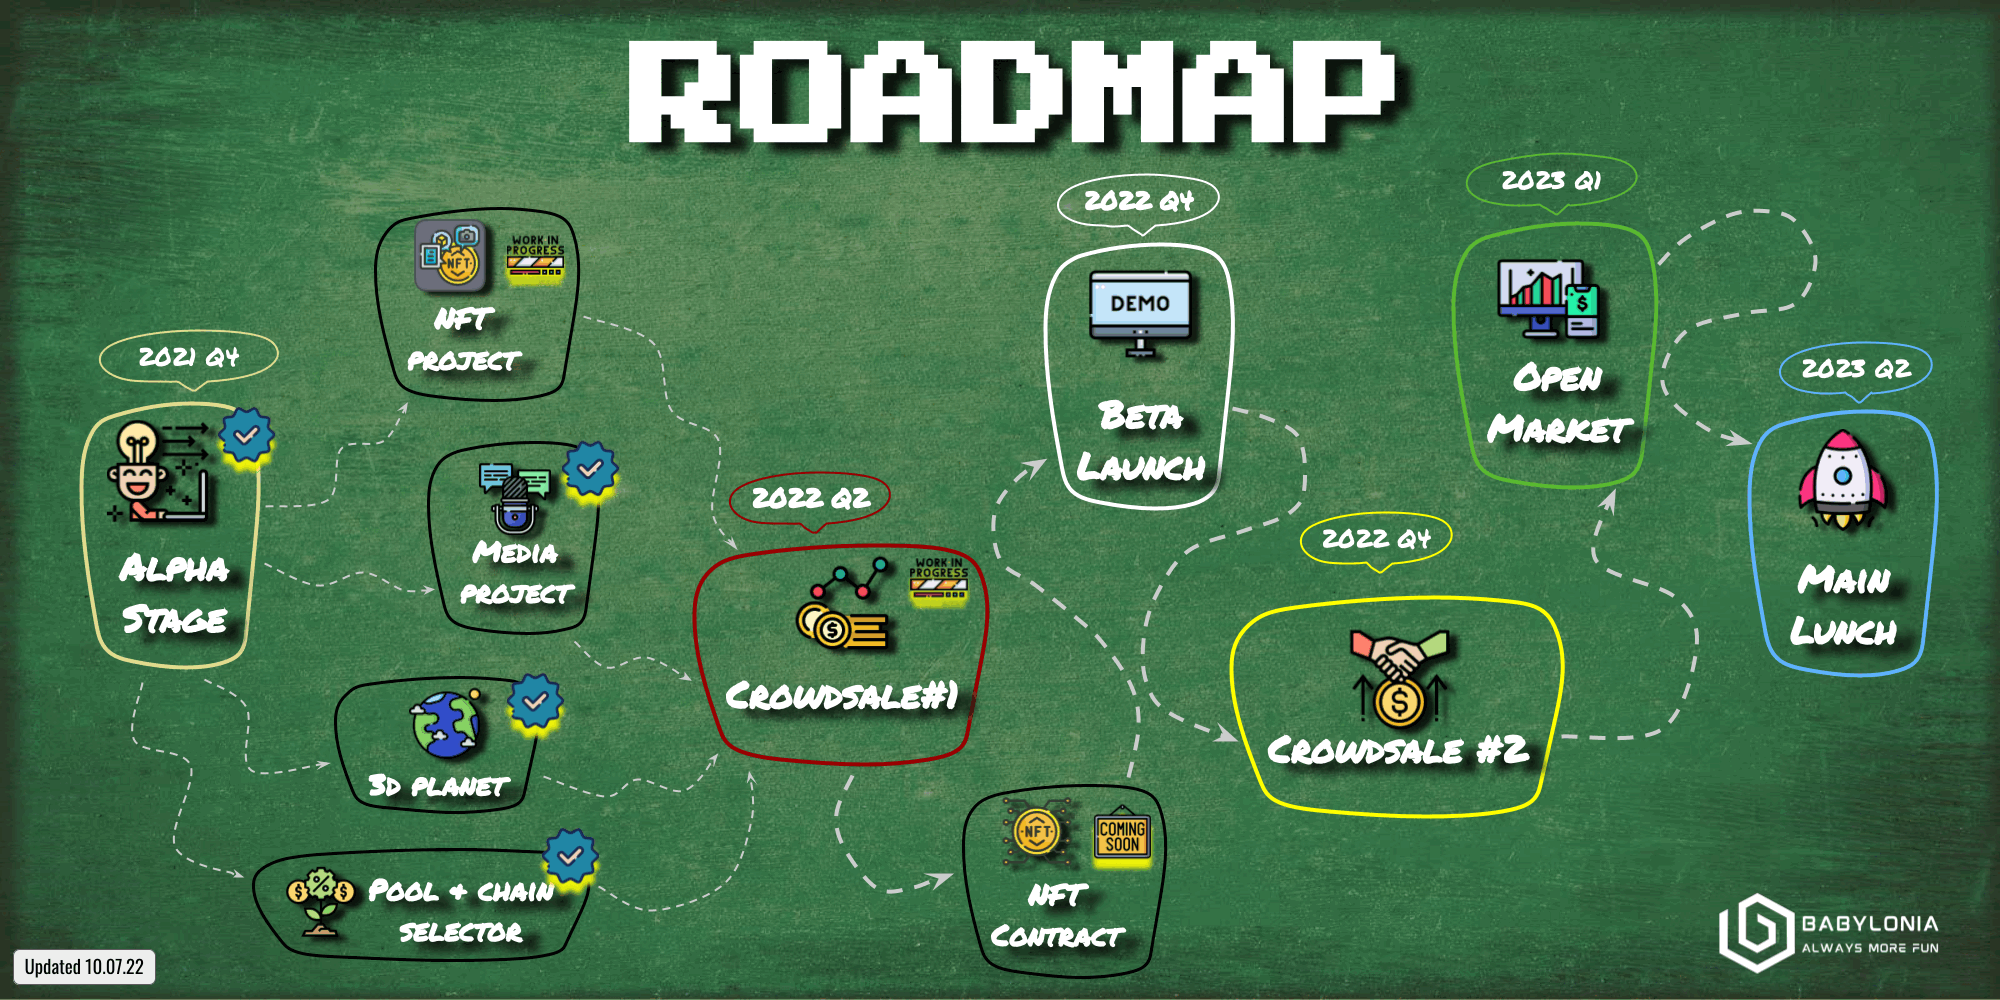 ROADMAP
2021 Q4
ALPHA
STAGE
NFT
WORK IN
PROGRESS
NFT
PROJECT
MEDIA
PROJECT
3D PLANET
POOL & CHAIN
SELECTOR
2022 Q2
WORK IN
PROGRESS
CROWDSALE#1
NFT
COMING
SOON
NFT
CONTRACT
2022 Q4
DEMO
BETA
LAUNCH
2022 Q4
CROWDSALE #2
2023 Q1
OPEN
MARKET
2023 Q2
MAIN
LUNCH
Updated 10.07.22
BABYLONIA
ALWAYS MORE FUN